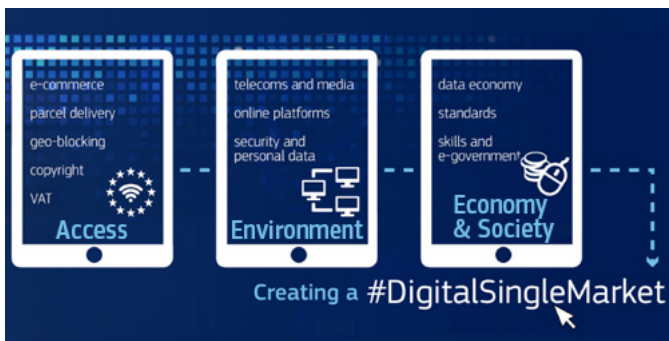 e-commerce
parcel delivery
geo-blocking
copyright
VAT
Access
telecoms and media
online platforms
security and
personal data
Environment
data economy
standards
skills and
e-government
Economy
& Society
Creating a #DigitalSingleMarket